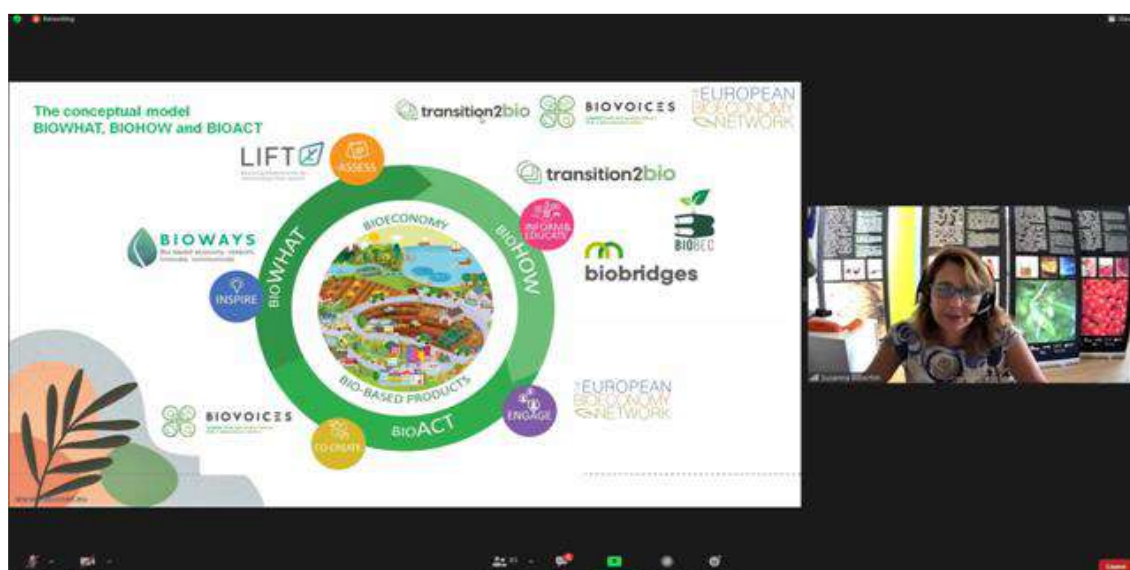 The conceptual model
BIOWHAT, BIOHOW and BIOACT
transition2bio
BIOVOICES
EUROPEAN
BIOECONOMY
NETWORK
LIFT
ASSESS
transition2bio
BIOWAYS
INSPIRE
BIOWHAT
BIOECONOMY
BIOHOW
INFORM&
EDUCATE
BIOBEC
biobridges
BIO-BASED PRODUCTS
BIOACT
ENGAGE
EUROPEAN
BIOECONOMY
NETWORK
BIOVOICES
CO-CREATE